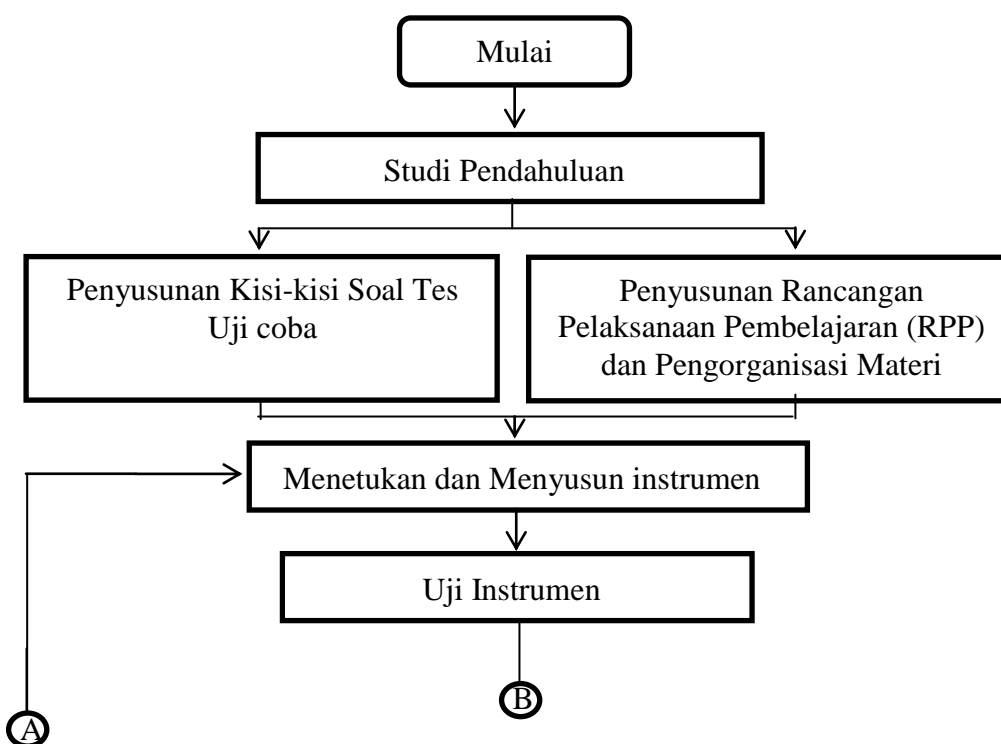 Mulai
Studi Pendahuluan
Penyusunan Kisi-kisi Soal Tes
Uji coba
Penyusunan Rancangan
Pelaksanaan Pembelajaran (RPP)
dan Pengorganisasi Materi
Menetukan dan Menyusun instrumen
Uji Instrumen
B
A